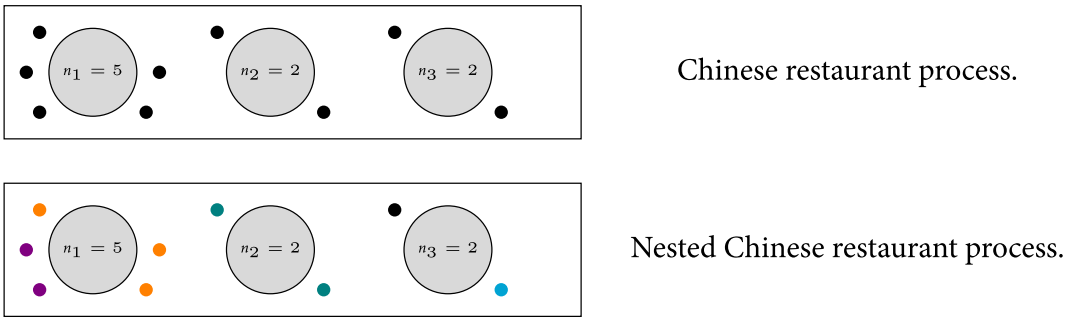 n₁ = 5 n₂ = 2 n₃ = 2 Chinese restaurant process.
n₁ = 5 n₂ = 2 n₃ = 2 Nested Chinese restaurant process.